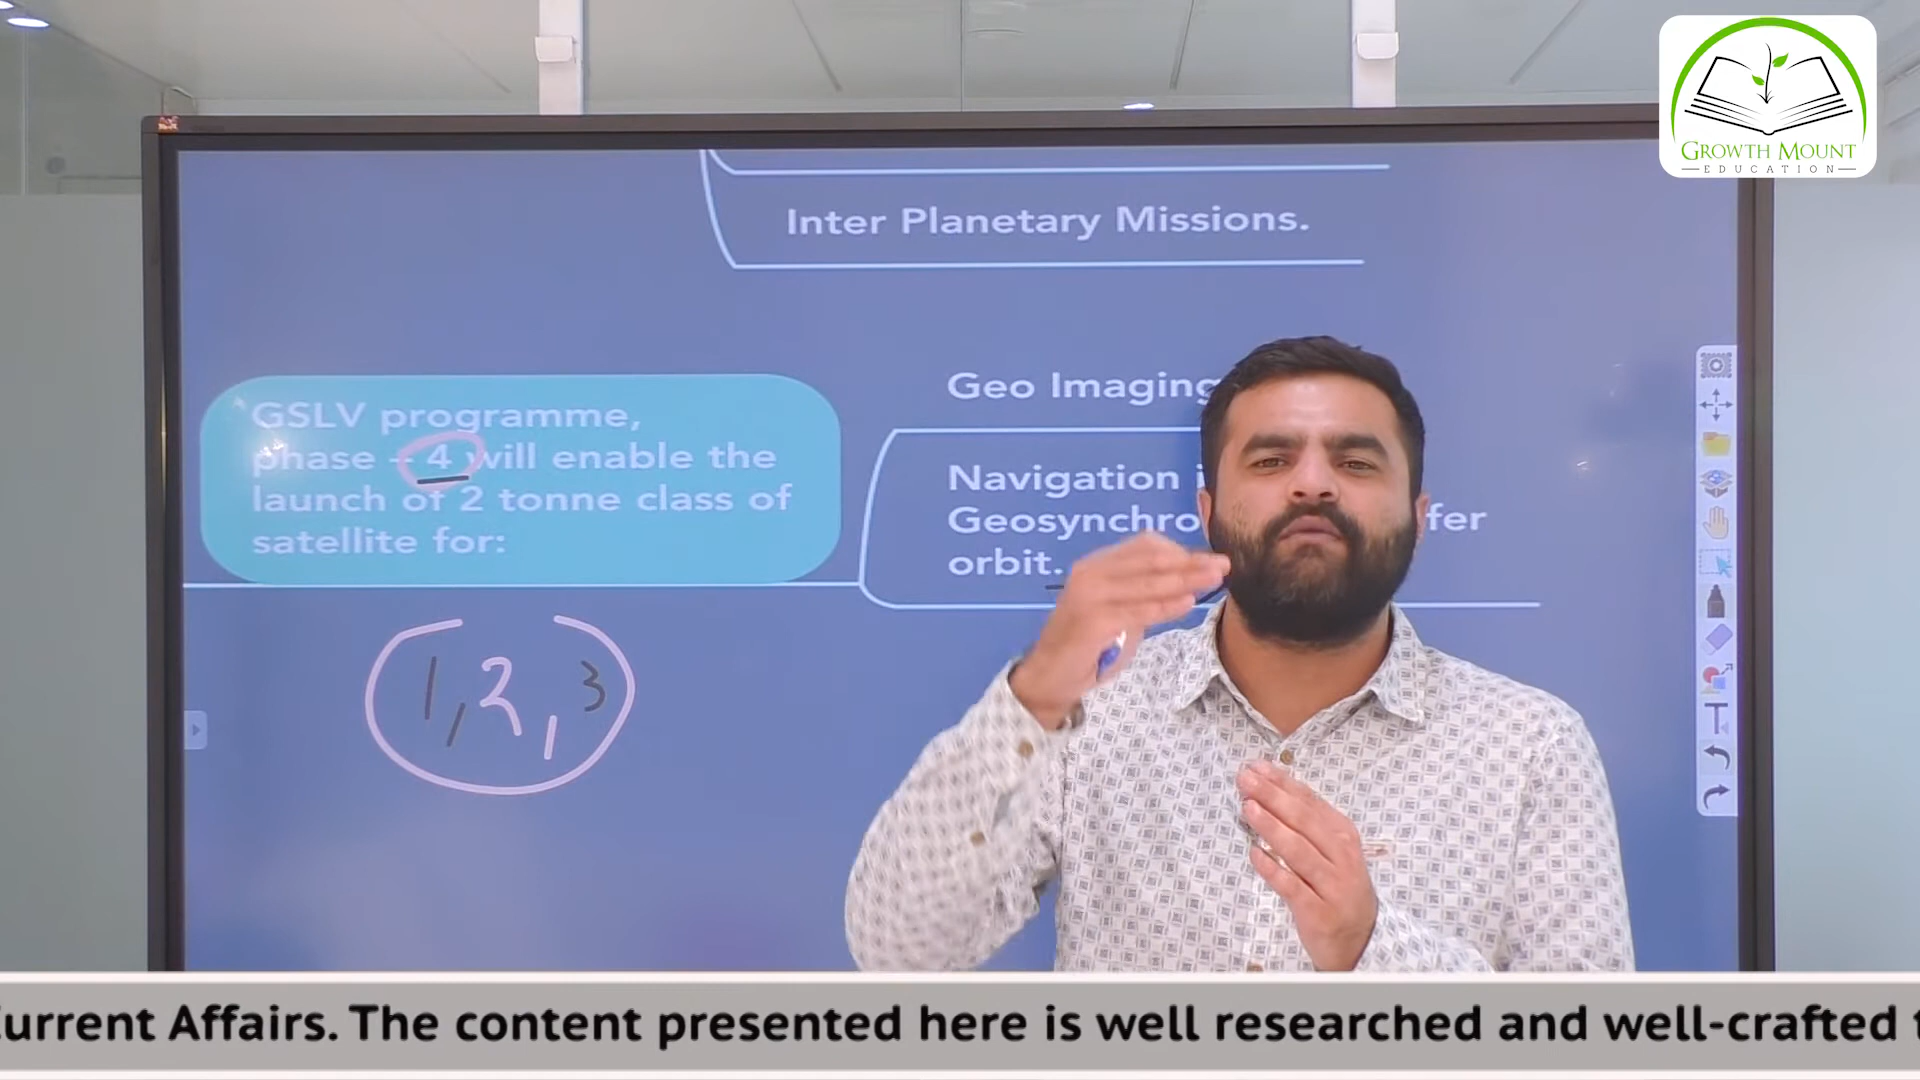 GROWTH MOUNT
EDUCATION
Inter Planetary Missions.
GSLV programme,
phase - 4 will enable the
launch of 2 tonne class of
satellite for:
Geo Imaging
Navigation
Geosynchro fer
orbit.
1, 2, 3
urrent Affairs. The content presented here is well researched and well-crafted t